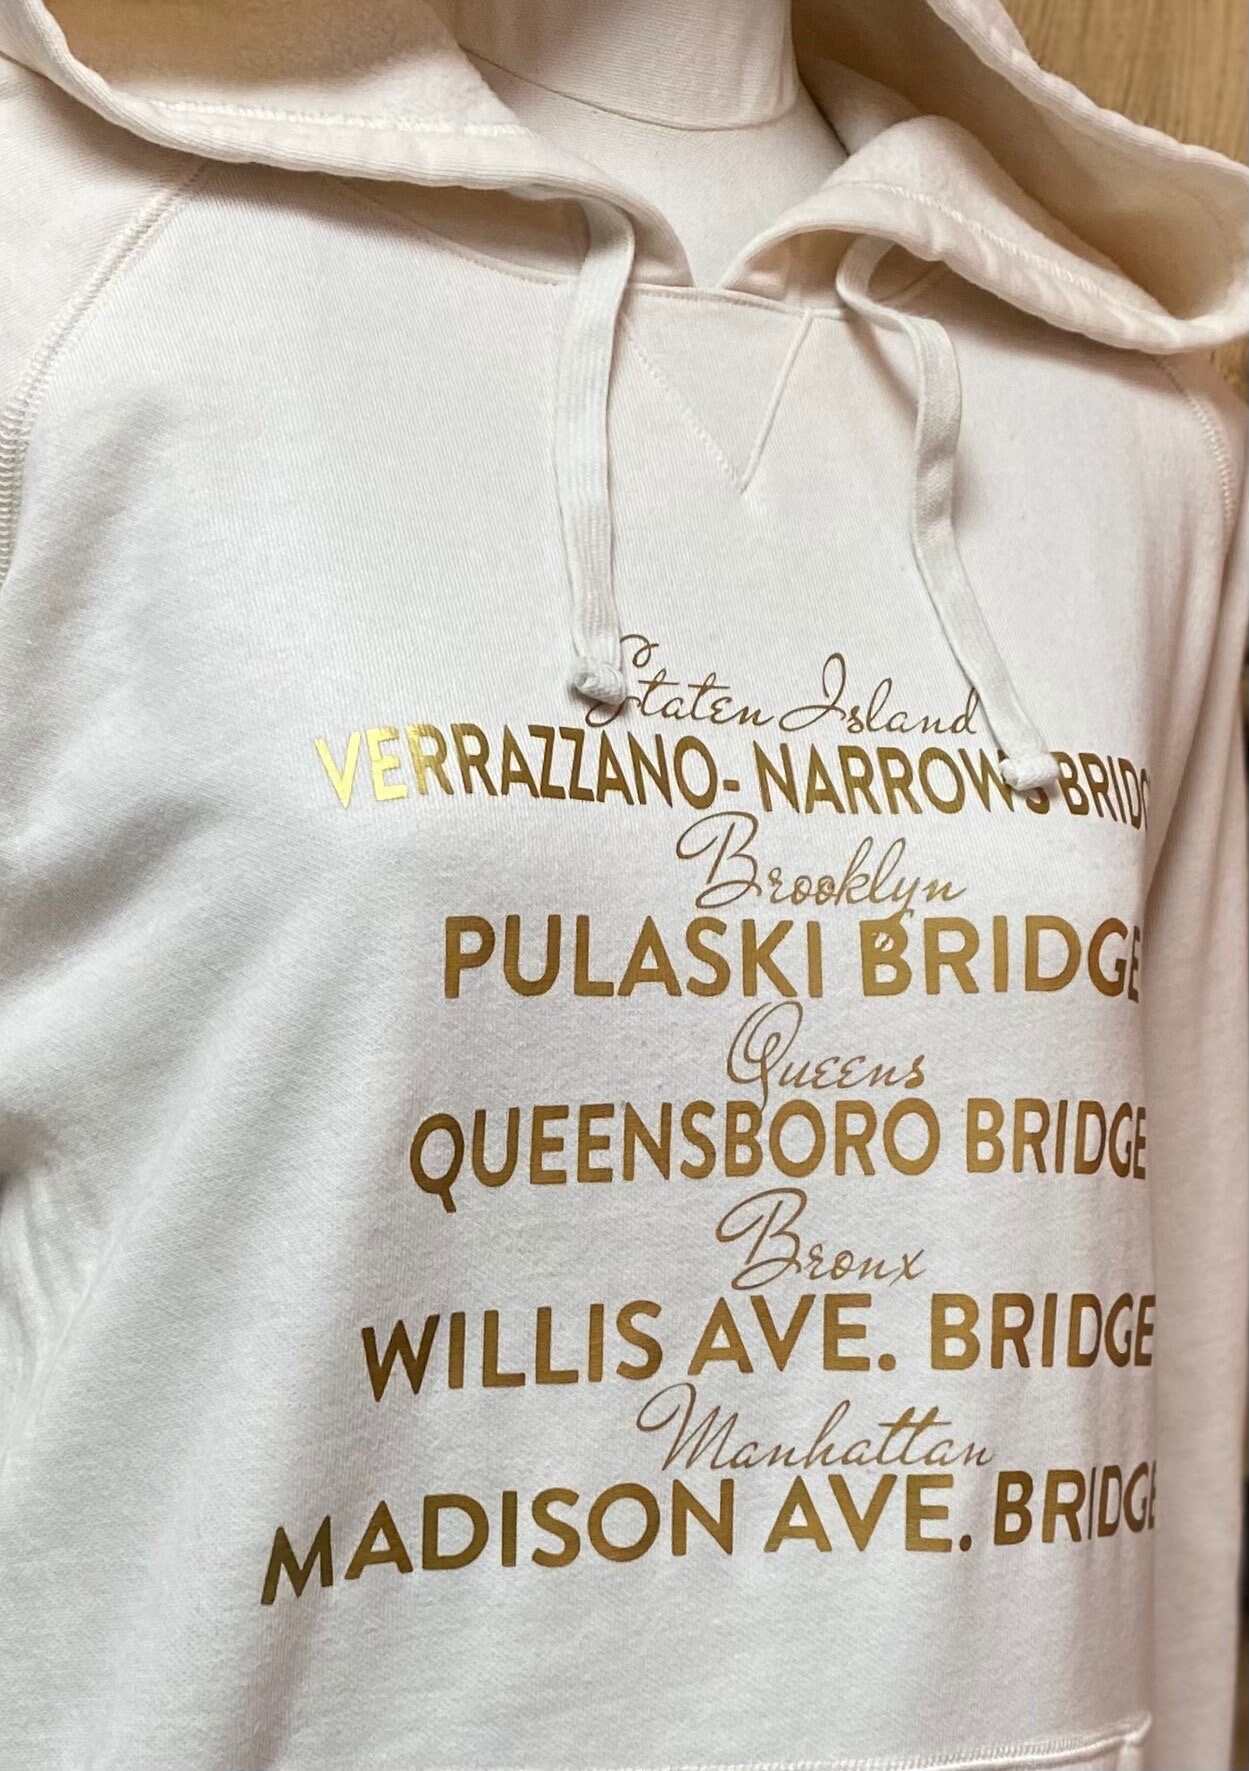 Staten Island
VERRAZZANO- NARROWS BRIDG
Brooklyn
PULASKI BRIDGE
Queens
QUEENSBORO BRIDGE
Bronx
WILLIS AVE. BRIDGE
Manhattan
MADISON AVE. BRIDGE